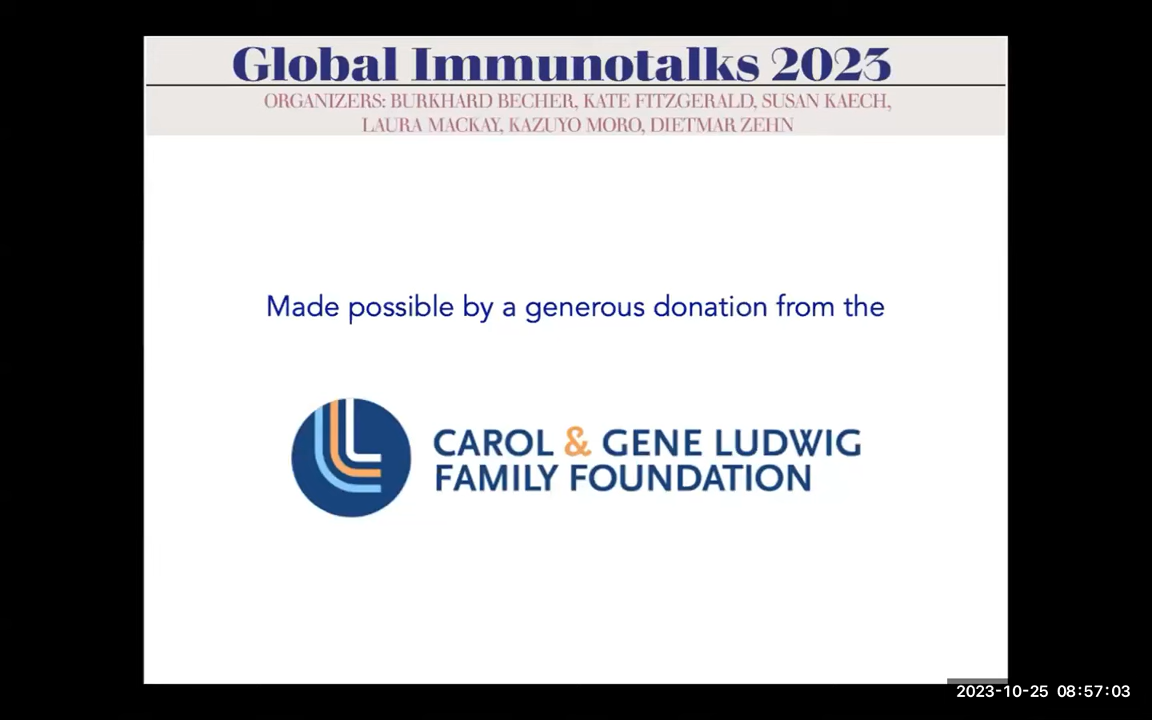 Global Immunotalks 2023
ORGANIZERS: BURKHARD BECHER, KATE FITZGERALD, SUSAN KAECH,
LAURA MACKAY, KAZUYO MORO, DIETMAR ZEHN
Made possible by a generous donation from the
CAROL & GENE LUDWIG
FAMILY FOUNDATION
2023-10-25 08:57:03